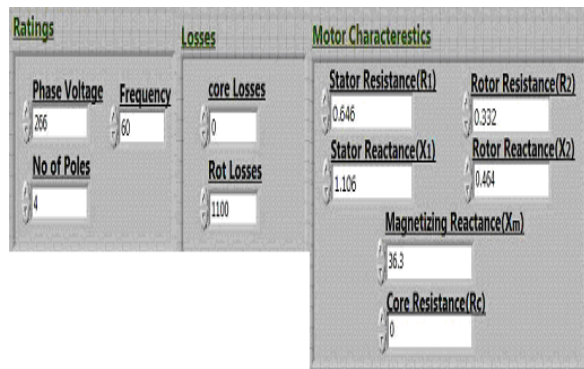 Ratings
Phase Voltage
266
Frequency
60
No of Poles
4
Losses
core Losses
0
Rot Losses
1100
Motor Characterestics
Stator Resistance(R1)
0.646
Rotor Resistance(R2)
0.332
Stator Reactance(X1)
1.106
Rotor Reactance(X2)
0.464
Magnetizing Reactance(Xm)
36.3
Core Resistance(Rc)
0